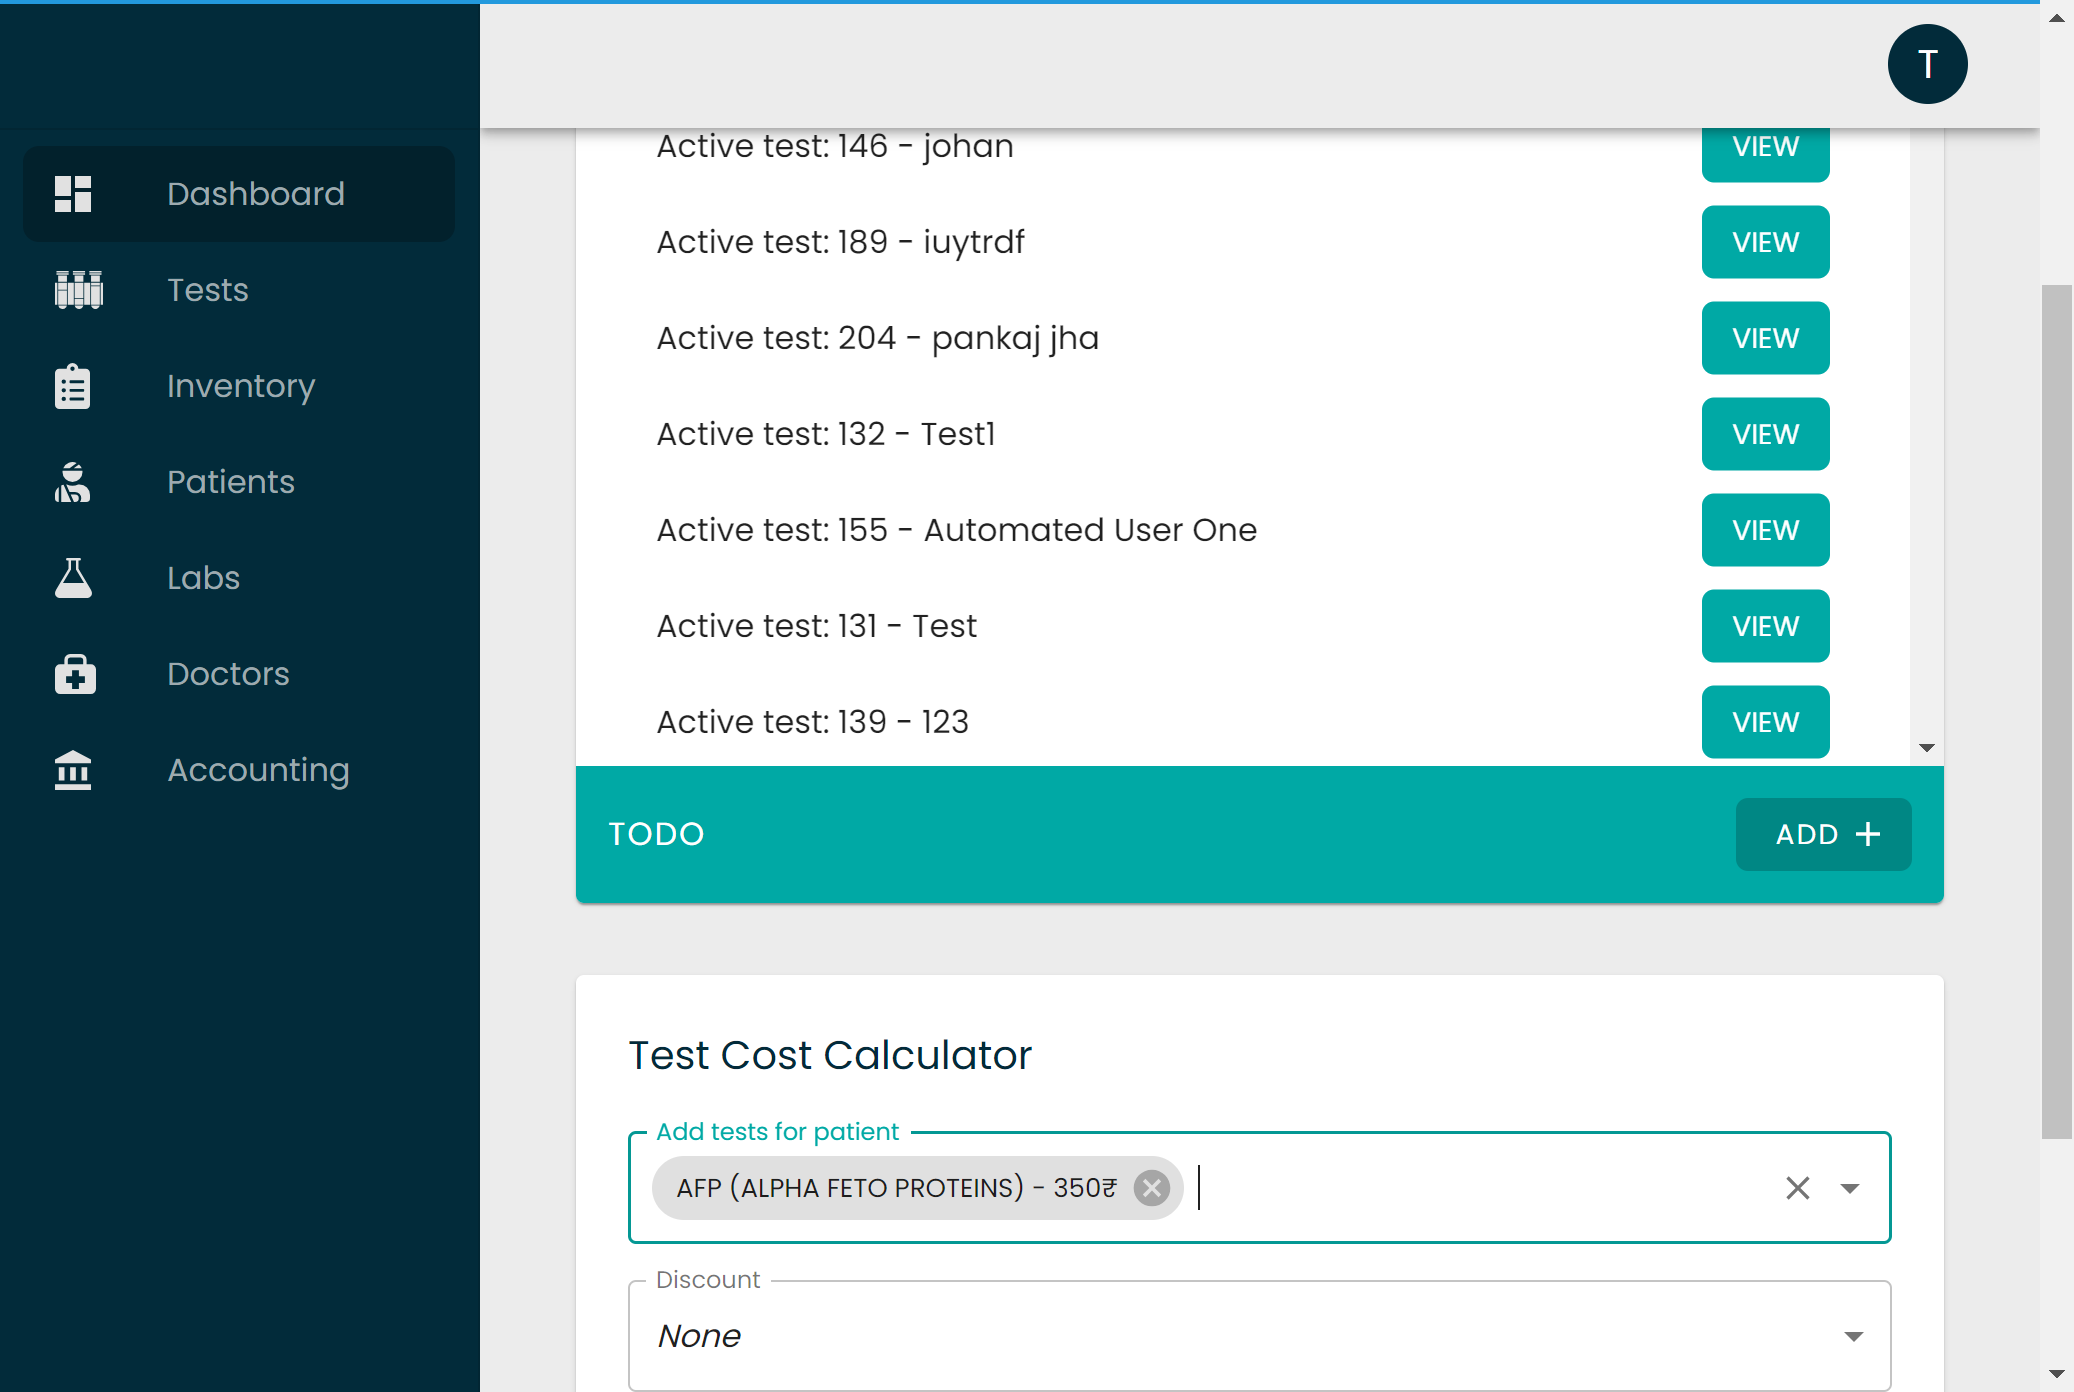 T
Dashboard
Tests
Inventory
Patients
Labs
Doctors
Accounting
Active test: 146 - johan VIEW
Active test: 189 - iuytrdf VIEW
Active test: 204 - pankaj jha VIEW
Active test: 132 - Test1 VIEW
Active test: 155 - Automated User One VIEW
Active test: 131 - Test VIEW
Active test: 139 - 123 VIEW
TODO ADD +
Test Cost Calculator
Add tests for patient
AFP (ALPHA FETO PROTEINS) - 350₹
Discount
None